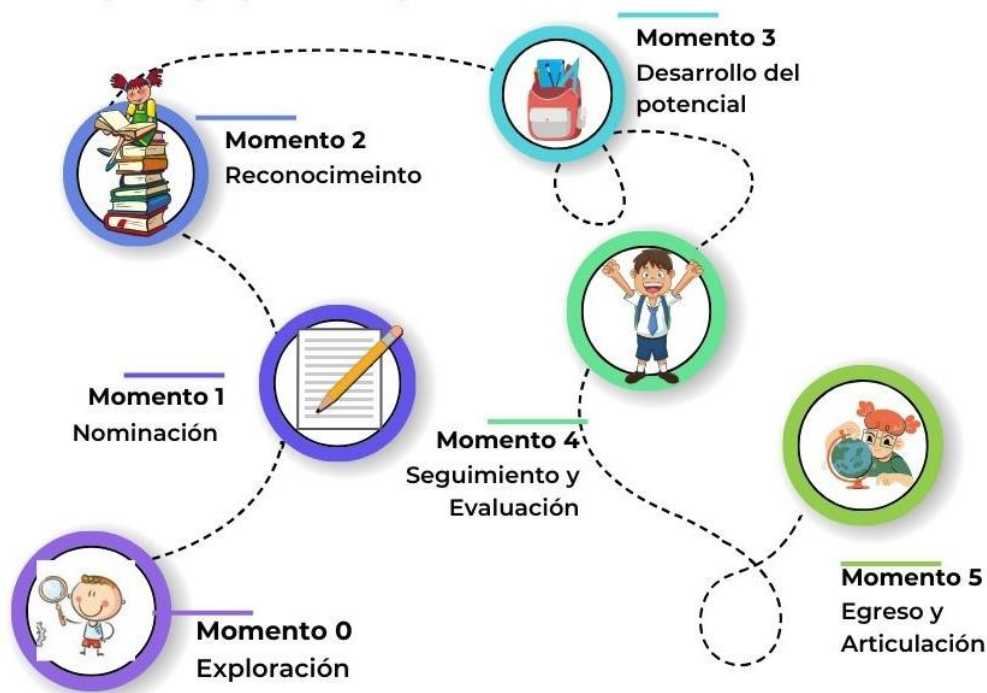 Momento 3
Desarrollo del
potencial
Momento 2
Reconocimeinto
Momento 1
Nominación
Momento 4
Seguimiento y
Evaluación
Momento 5
Egreso y
Articulación
Momento 0
Exploración